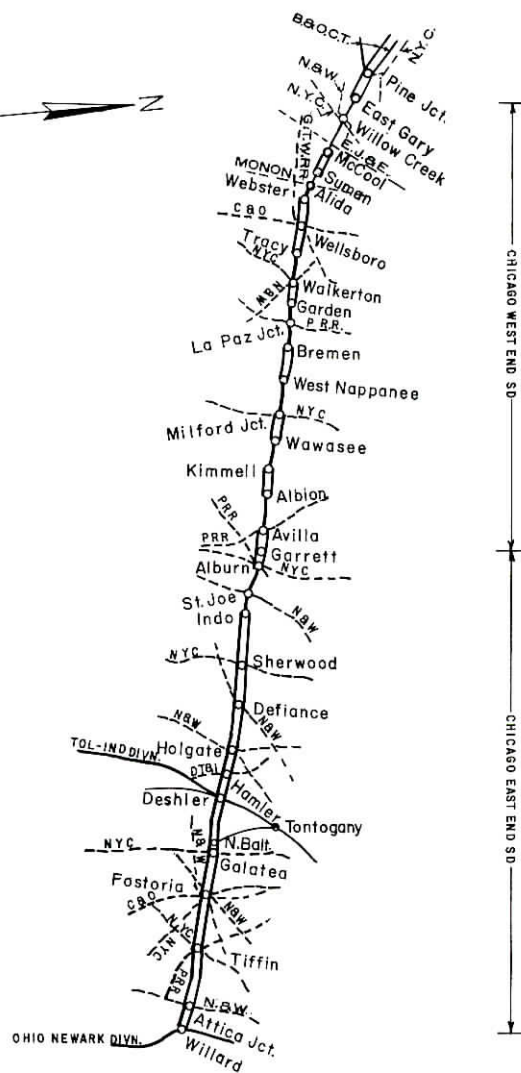 B.&O.C.T.
N.Y.C.
N.&W.
Pine Jct.
N.Y.C.
East Gary
Willow Creek
N
G.T.W.RR.
E.J.&E.
McCool
MONON
Suman
Webster
Alida
C&O
Wellsboro
Tracy
NYC
Walkerton
N&W
Garden
La Paz Jct.
P.R.R.
Bremen
West Nappanee
CHICAGO WEST END SD
NYC
Milford Jct.
Wawasee
Kimmell
Albion
PRR
Avilla
PRR
Garrett
Alburn
NYC
St. Joe
N&W
Indo
NYC
Sherwood
Defiance
N&W
N&W
TOL-IND DIVN.
Holgate
DT&I
Hamler
Deshler
Tontogany
CHICAGO EAST END SD
NYC
N&W
N.Balt.
Galatea
Fostoria
C&O
N.Y.C
N&W
NYC
Tiffin
PRR
N.&W.
Attica Jct.
OHIO NEWARK DIVN.
Willard